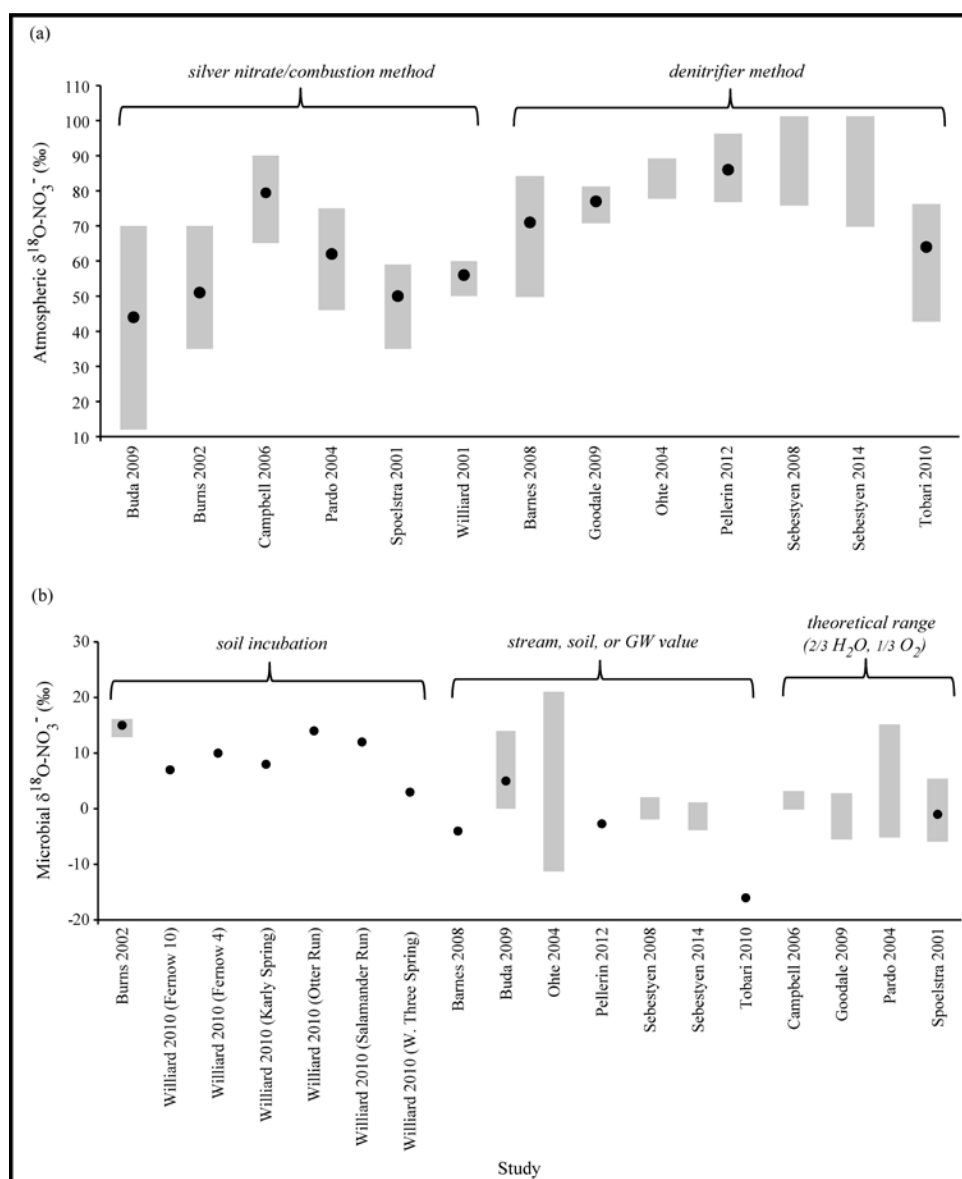 (a)
silver nitrate/combustion method
denitrifier method
Atmospheric δ¹⁸O-NO₃⁻ (‰)
110
100
90
80
70
60
50
40
30
20
10
Buda 2009
Burns 2002
Campbell 2006
Pardo 2004
Spoelstra 2001
Williard 2001
Barnes 2008
Goodale 2009
Ohte 2004
Pellerin 2012
Sebestyen 2008
Sebestyen 2014
Tobari 2010
(b)
soil incubation
stream, soil, or GW value
theoretical range
(2/3 H₂O, 1/3 O₂)
Microbial δ¹⁸O-NO₃⁻ (‰)
30
20
10
0
-10
-20
Burns 2002
Williard 2010 (Fernow 10)
Williard 2010 (Fernow 4)
Williard 2010 (Karly Spring)
Williard 2010 (Otter Run)
Williard 2010 (Salamander Run)
Williard 2010 (W. Three Spring)
Barnes 2008
Buda 2009
Ohte 2004
Pellerin 2012
Sebestyen 2008
Sebestyen 2014
Tobari 2010
Campbell 2006
Goodale 2009
Pardo 2004
Spoelstra 2001
Study